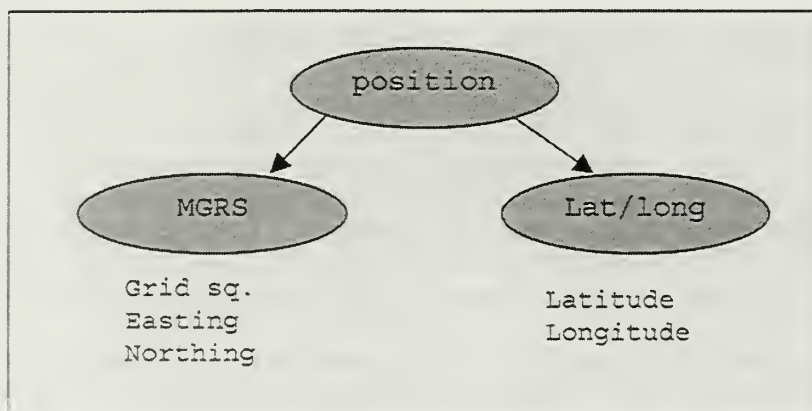 position
MGRS
Lat/long
Grid sq.
Easting
Northing
Latitude
Longitude